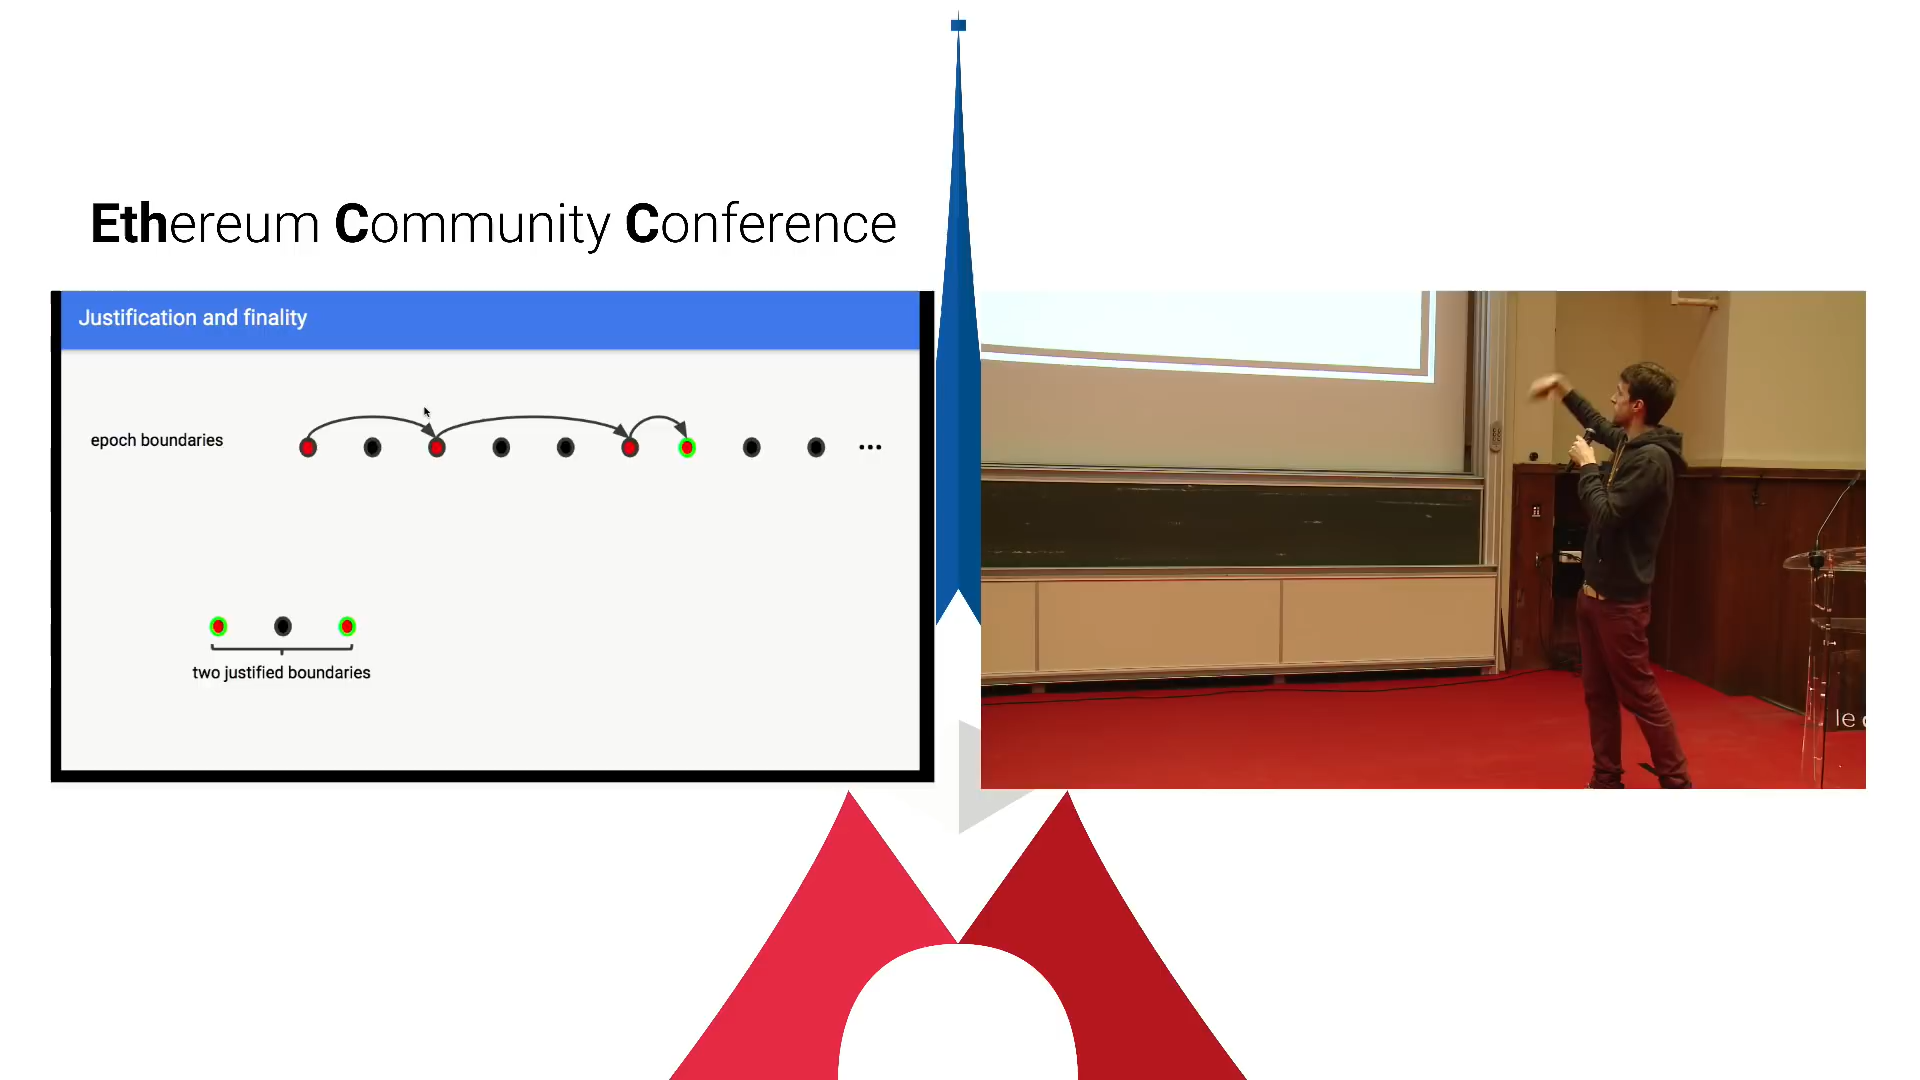 Ethereum Community Conference
Justification and finality
epoch boundaries
...
two justified boundaries
le